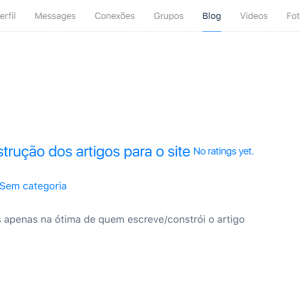 erfil Messages Conexões Grupos Blog Videos Fot
strução dos artigos para o site No ratings yet.
Sem categoria
s apenas na ótima de quem escreve/constrói o artigo